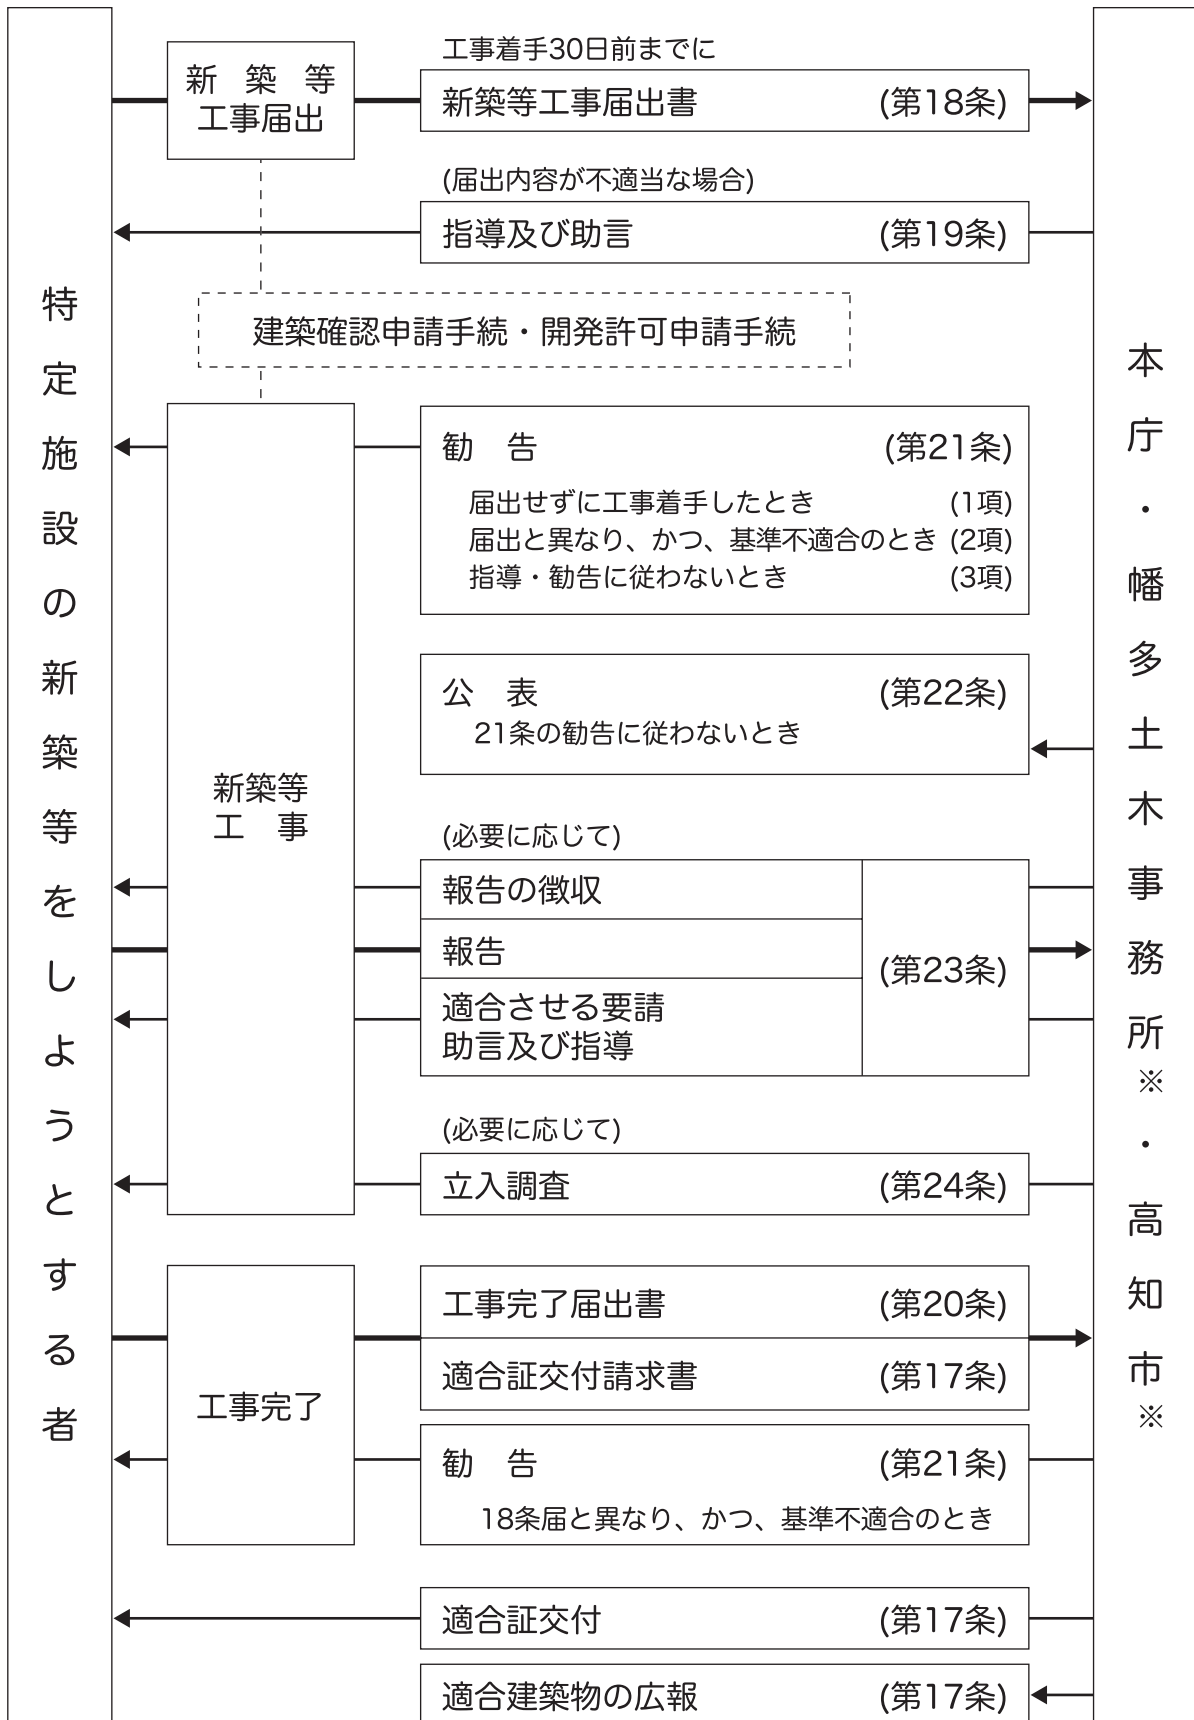 特定施設の新築等をしようとする者
新　築　等
工事届出
工事着手30日前までに
新築等工事届出書 (第18条)
(届出内容が不適当な場合)
指導及び助言 (第19条)
建築確認申請手続・開発許可申請手続
新築等
工　事
勧　告 (第21条)
届出せずに工事着手したとき (1項)
届出と異なり、かつ、基準不適合のとき (2項)
指導・勧告に従わないとき (3項)
公　表 (第22条)
21条の勧告に従わないとき
(必要に応じて)
報告の徴収
報告
(第23条)
適合させる要請
助言及び指導
(必要に応じて)
立入調査 (第24条)
工事完了
工事完了届出書 (第20条)
適合証交付請求書 (第17条)
勧　告 (第21条)
18条届と異なり、かつ、基準不適合のとき
適合証交付 (第17条)
適合建築物の広報 (第17条)
本庁・幡多土木事務所※・高知市※